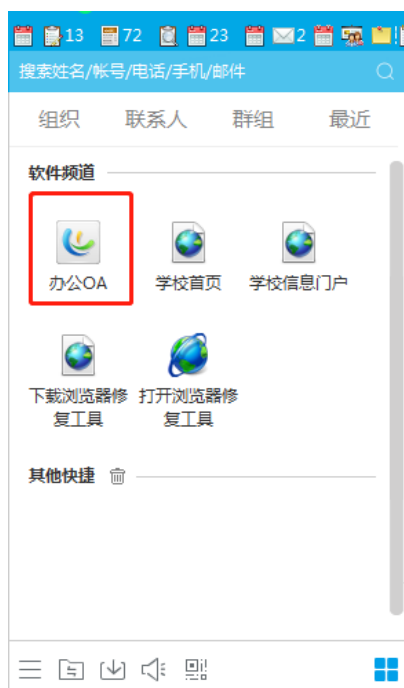 13 72 23 2
搜索姓名/帐号/电话/手机/邮件
组织 联系人 群组 最近
软件频道
办公OA 学校首页 学校信息门户
下载浏览器修 打开浏览器修
复工具 复工具
其他快捷